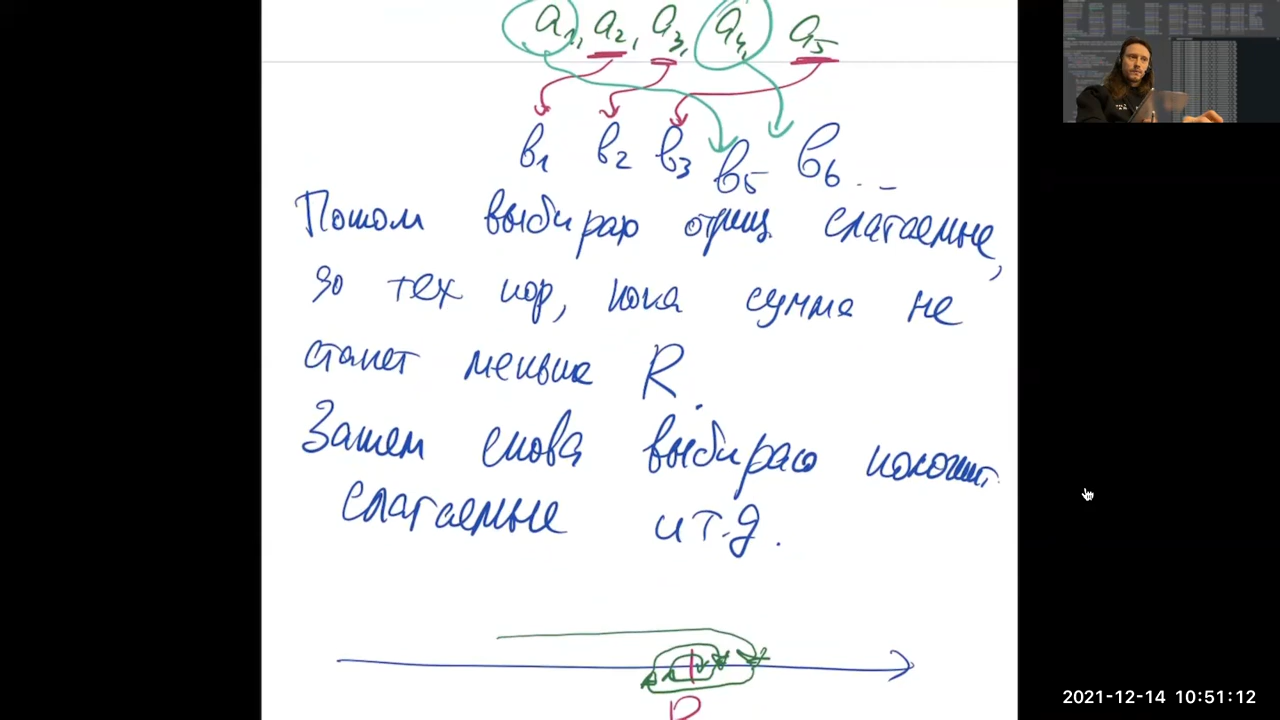 a1, a2, a3, a4, a5
b1 b2 b3 b5 b6 ...
Потом выбираю отриц. слагаемые,
до тех пор, пока сумма не
станет меньше R.
Затем снова выбираю положит.
слагаемые и т.д.
R
2021-12-14 10:51:12